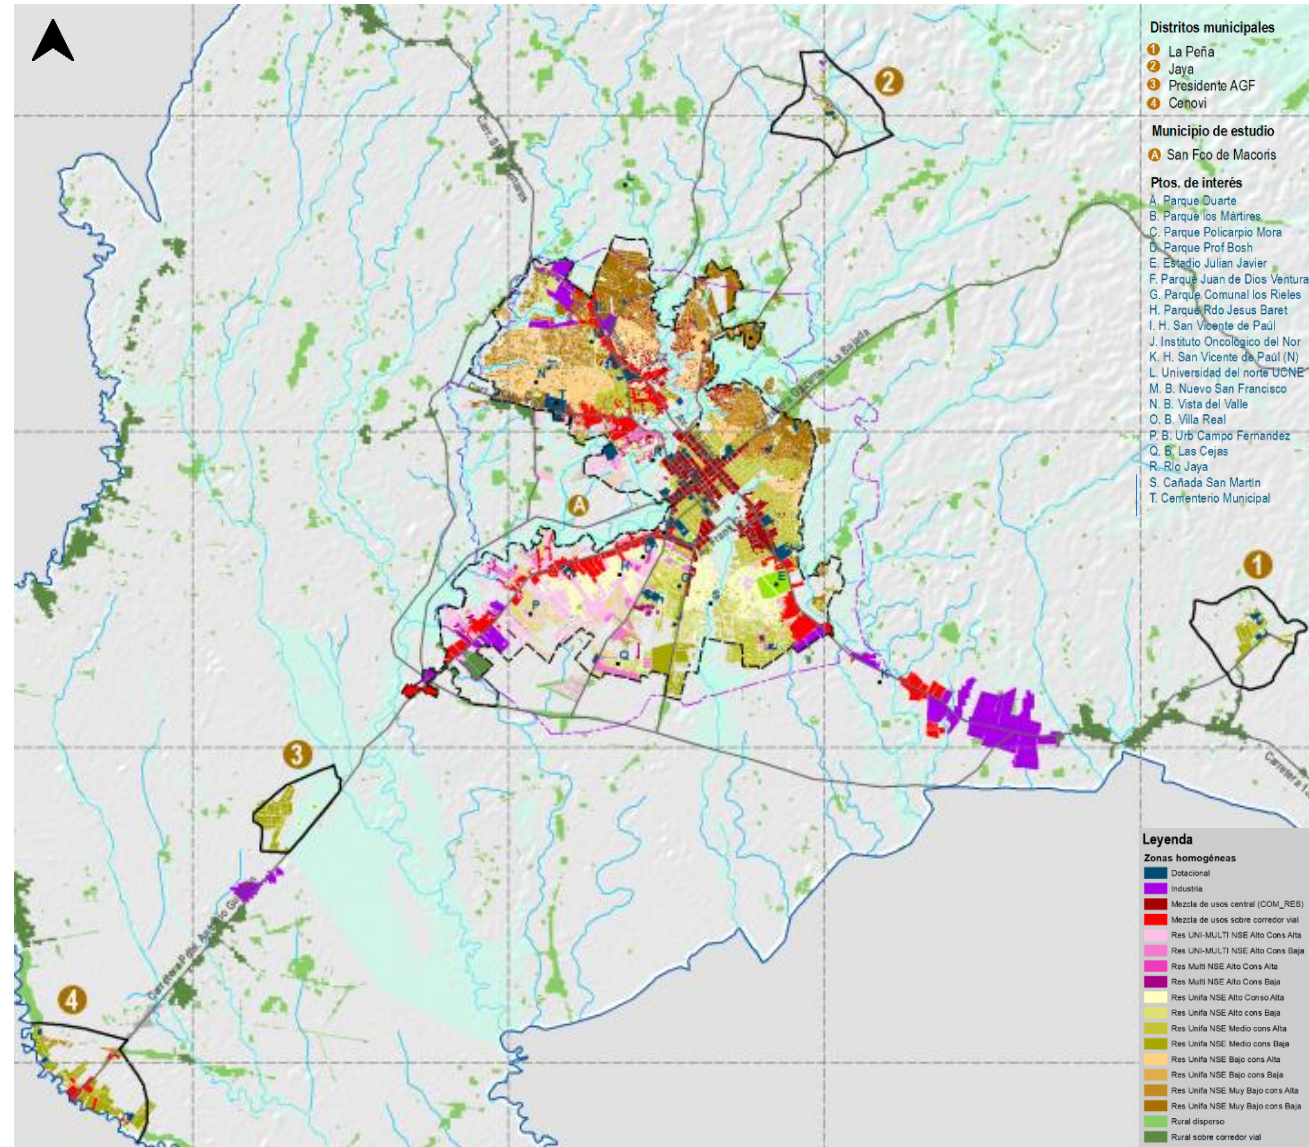 Distritos municipales
1 La Peña
2 Jaya
3 Presidente AGF
4 Cenovi
Municipio de estudio
A San Fco de Macoris
Ptos. de interés
A. Parque Duarte
B. Parque los Mártires
C. Parque Policarpio Mora
D. Parque Prof Bosh
E. Estadio Julian Javier
F. Parque Juan de Dios Ventura
G. Parque Comunal los Rieles
H. Parque Rdo Jesus Baret
I. H. San Vicente de Paúl
J. Instituto Oncológico del Nor
K. H. San Vicente de Paúl (N)
L. Universidad del norte UCNE
M. B. Nuevo San Francisco
N. B. Vista del Valle
O. B. Villa Real
P. B. Urb Campo Fernandez
Q. B. Las Cejas
R. Rio Jaya
S. Cañada San Martín
T. Cementerio Municipal
2
1
3
4
A
L
N
T
E
H
P
S
Q
K
La Bajada
Carretera
Carretera
Leyenda
Zonas homogéneas
Dotacional
Industria
Mezcla de usos central (COM_RES)
Mezcla de usos sobre corredor vial
Res UNI-MULTI NSE Alto Cons Alta
Res UNI-MULTI NSE Alto Cons Baja
Res Multi NSE Alto Cons Alta
Res Multi NSE Alto Cons Baja
Res Unifa NSE Alto Conso Alta
Res Unifa NSE Alto cons Baja
Res Unifa NSE Medio cons Alta
Res Unifa NSE Medio cons Baja
Res Unifa NSE Bajo cons Alta
Res Unifa NSE Bajo cons Baja
Res Unifa NSE Muy Bajo cons Alta
Res Unifa NSE Muy Bajo cons Baja
Rural disperso
Rural sobre corredor vial